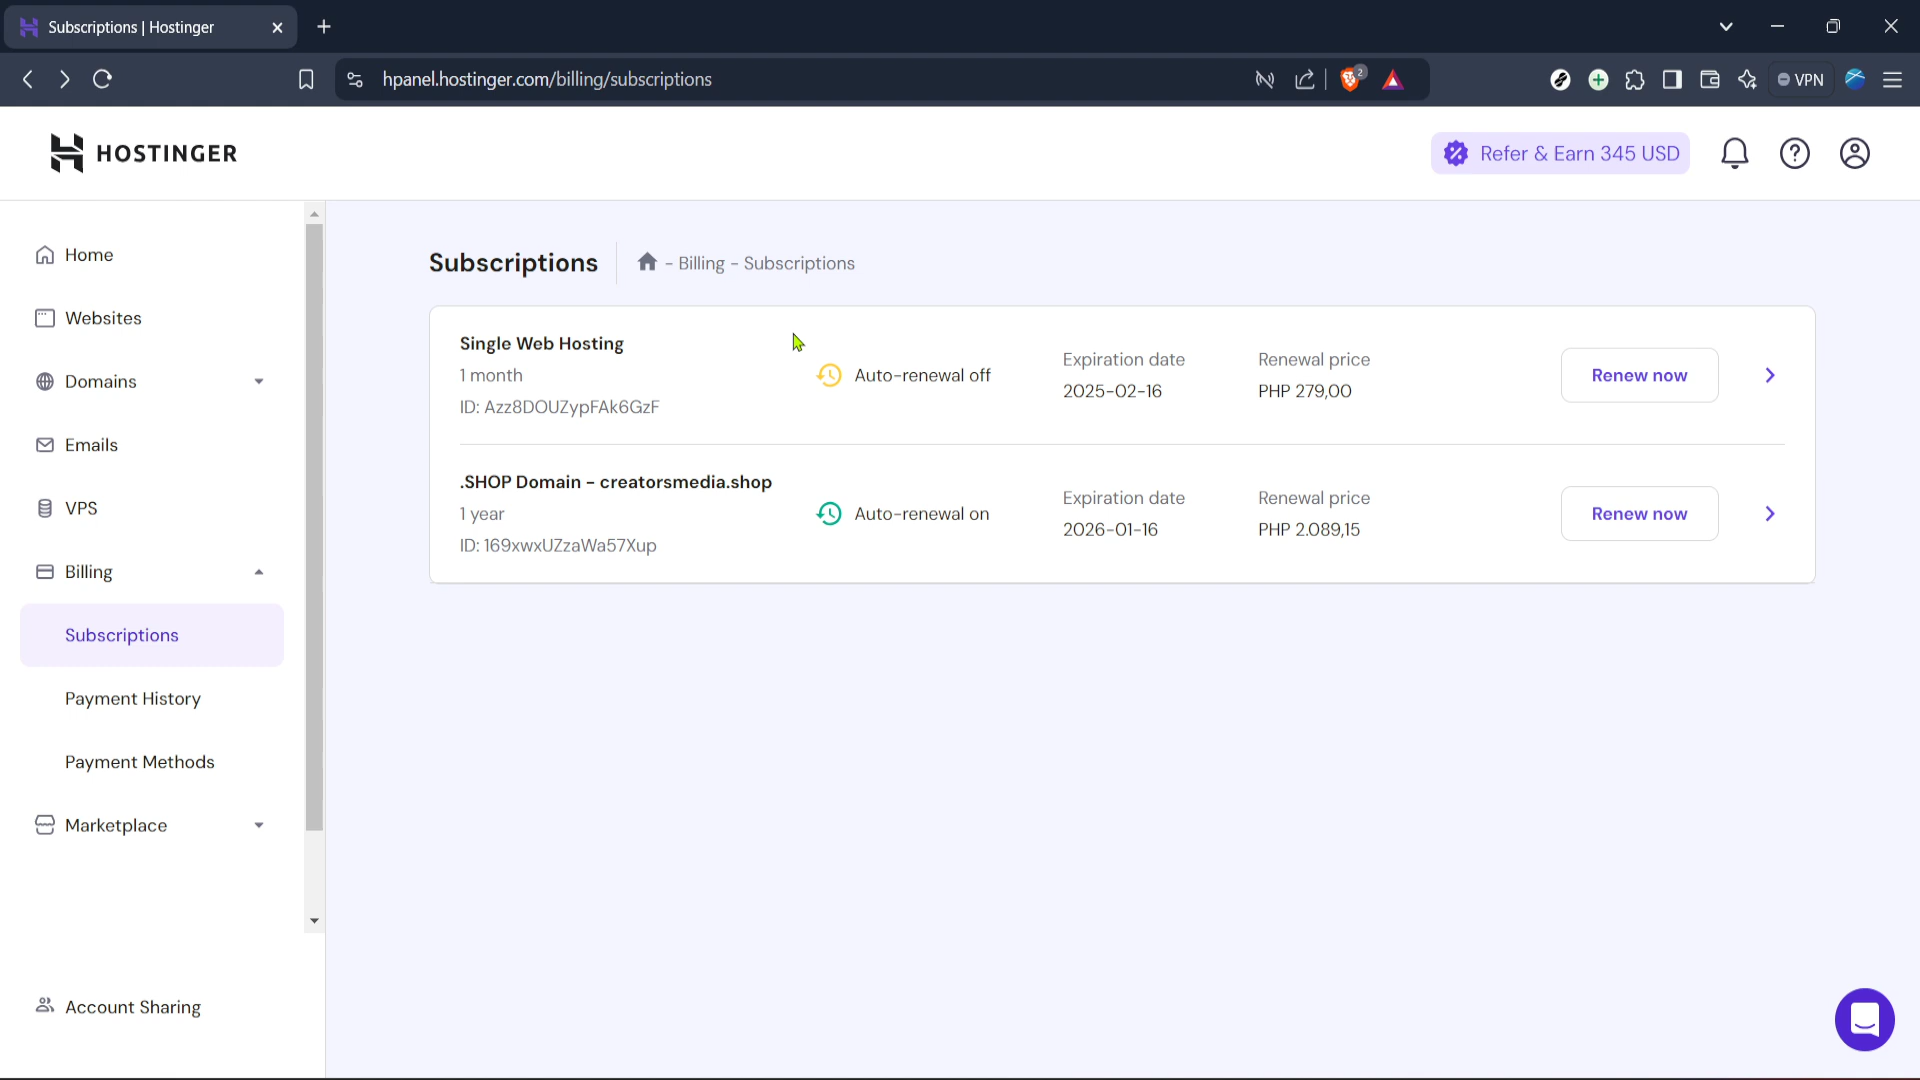 Subscriptions | Hostinger
hpanel.hostinger.com/billing/subscriptions
2
VPN
HOSTINGER
Refer & Earn 345 USD
Home
Websites
Domains
Emails
VPS
Billing
Subscriptions
Payment History
Payment Methods
Marketplace
Account Sharing
Subscriptions
- Billing - Subscriptions
Single Web Hosting
1 month
ID: Azz8DOUZypFAk6GzF
Auto-renewal off
Expiration date
2025-02-16
Renewal price
PHP 279,00
Renew now
.SHOP Domain - creatorsmedia.shop
1 year
ID: 169xwxUZzaWa57Xup
Auto-renewal on
Expiration date
2026-01-16
Renewal price
PHP 2.089,15
Renew now